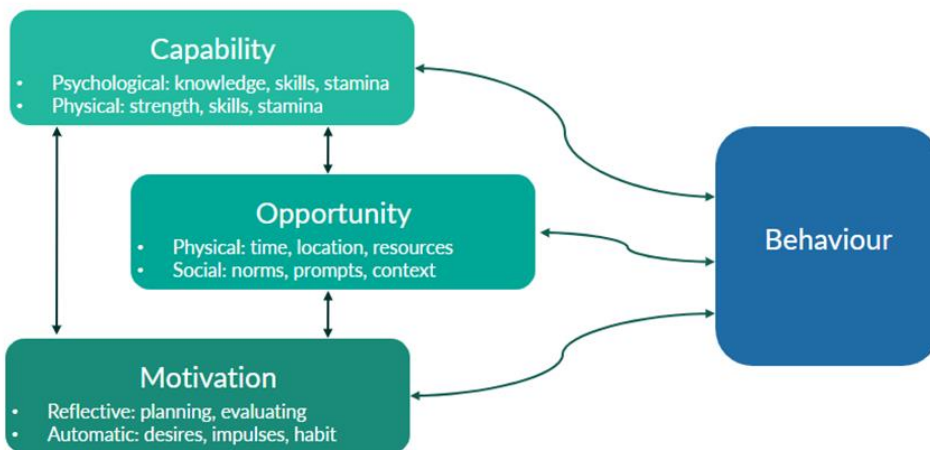 Capability
• Psychological: knowledge, skills, stamina
• Physical: strength, skills, stamina
Opportunity
• Physical: time, location, resources
• Social: norms, prompts, context
Behaviour
Motivation
• Reflective: planning, evaluating
• Automatic: desires, impulses, habit